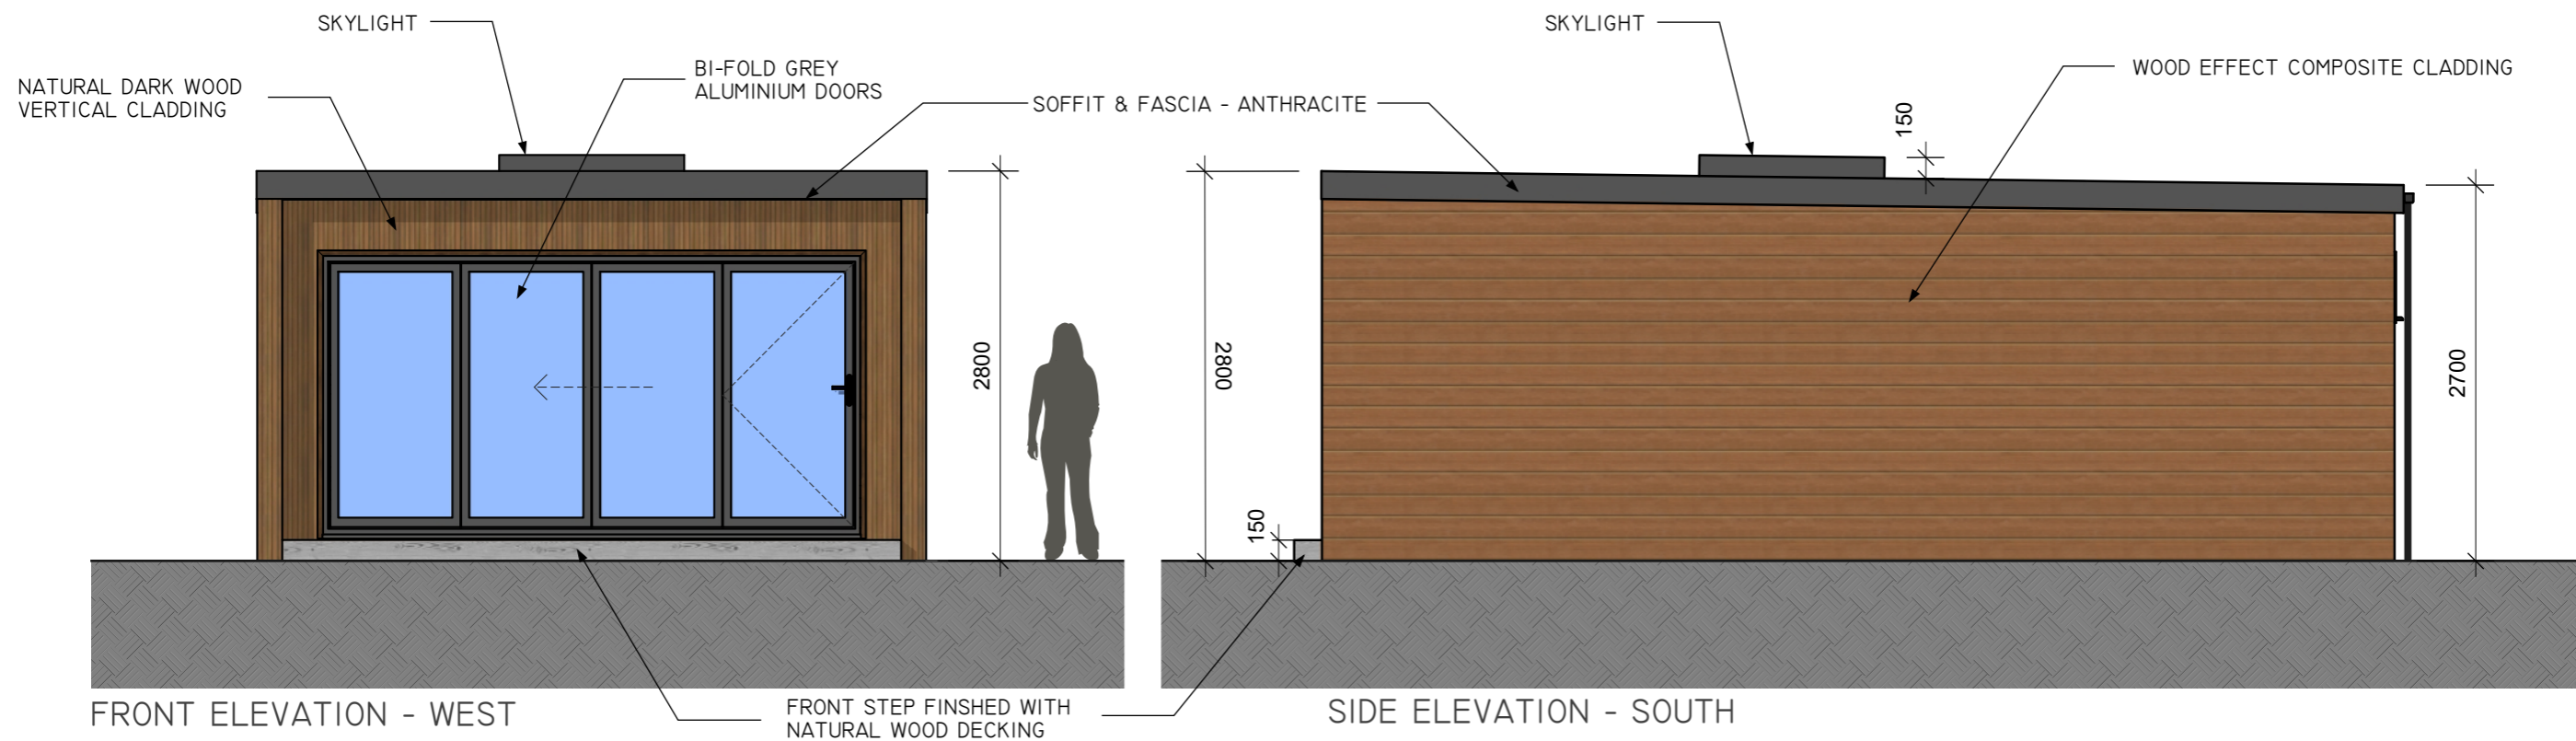 SKYLIGHT
NATURAL DARK WOOD
VERTICAL CLADDING
BI-FOLD GREY
ALUMINIUM DOORS
SOFFIT & FASCIA - ANTHRACITE
SKYLIGHT
WOOD EFFECT COMPOSITE CLADDING
150
2800
2800
150
2700
FRONT ELEVATION - WEST
FRONT STEP FINSHED WITH
NATURAL WOOD DECKING
SIDE ELEVATION - SOUTH